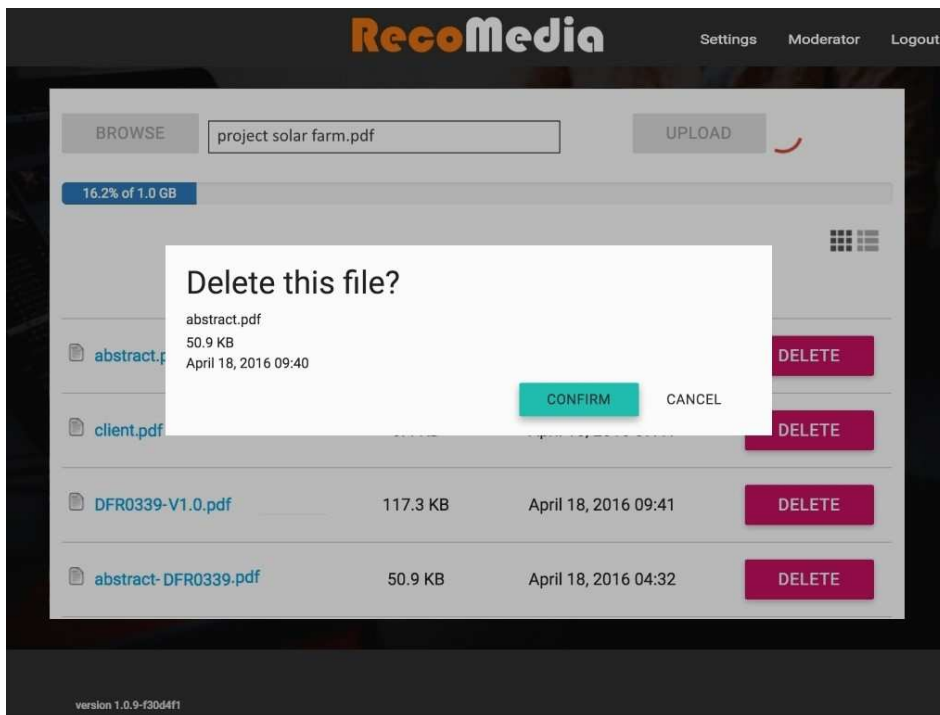 RecoMedia
Settings Moderator Logout
BROWSE project solar farm.pdf UPLOAD
16.2% of 1.0 GB
Delete this file?
abstract.pdf
50.9 KB
April 18, 2016 09:40
CONFIRM CANCEL
abstract.p DELETE
client.pdf DELETE
DFR0339-V1.0.pdf 117.3 KB April 18, 2016 09:41 DELETE
abstract-DFR0339.pdf 50.9 KB April 18, 2016 04:32 DELETE
version 1.0.9-f30d4f1